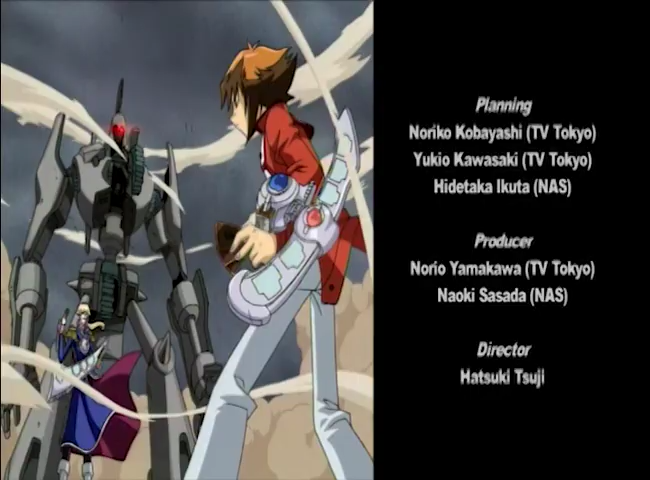 Planning
Noriko Kobayashi (TV Tokyo)
Yukio Kawasaki (TV Tokyo)
Hidetaka Ikuta (NAS)
Producer
Norio Yamakawa (TV Tokyo)
Naoki Sasada (NAS)
Director
Hatsuki Tsuji